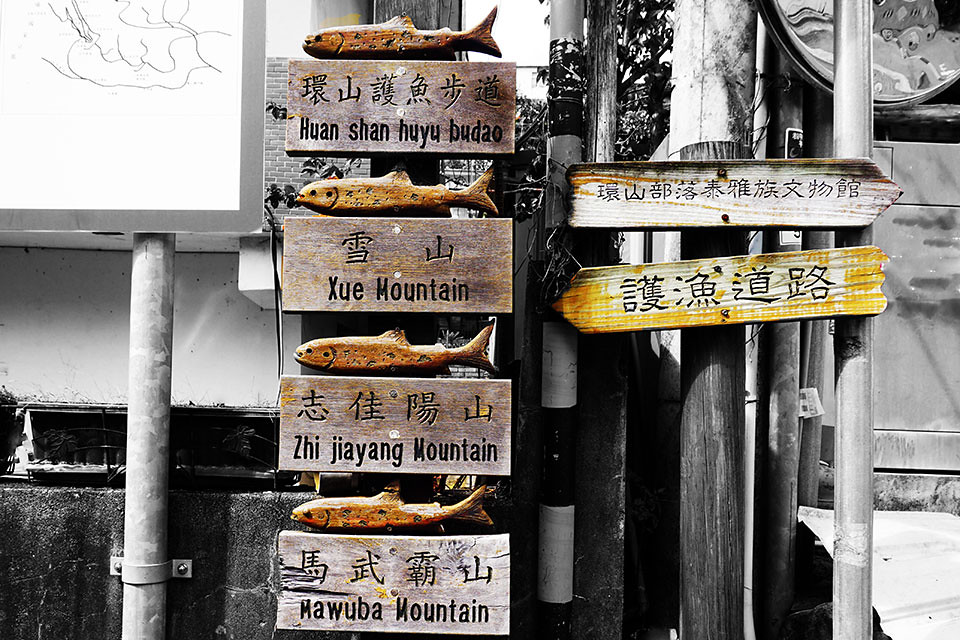 環山護魚步道
Huan shan huyu budao
雪山
Xue Mountain
志佳陽山
Zhi jiayang Mountain
馬武霸山
Mawuba Mountain
環山部落泰雅族文物館
護漁道路